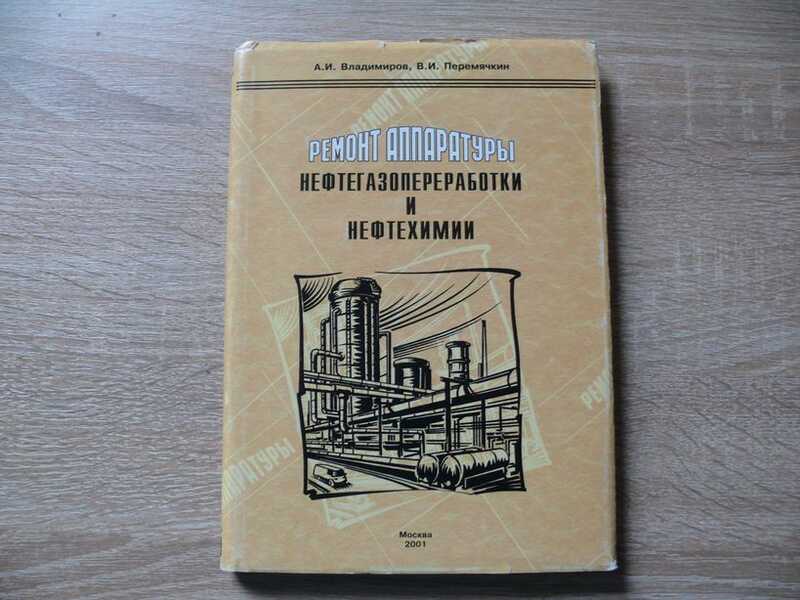 А.И. Владимиров, В.И. Перемячкин
РЕМОНТ АППАРАТУРЫ
НЕФТЕГАЗОПЕРЕРАБОТКИ
И
НЕФТЕХИМИИ
Москва
2001